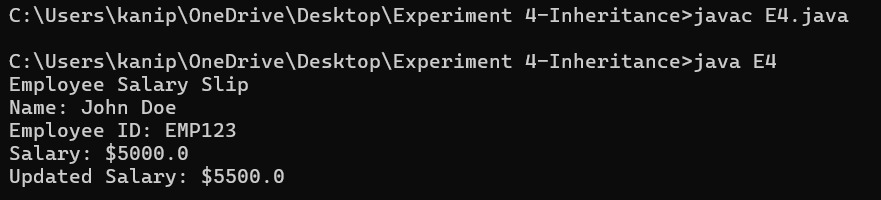 C:\Users\kanip\OneDrive\Desktop\Experiment 4-Inheritance>javac E4.java
C:\Users\kanip\OneDrive\Desktop\Experiment 4-Inheritance>java E4
Employee Salary Slip
Name: John Doe
Employee ID: EMP123
Salary: $5000.0
Updated Salary: $5500.0